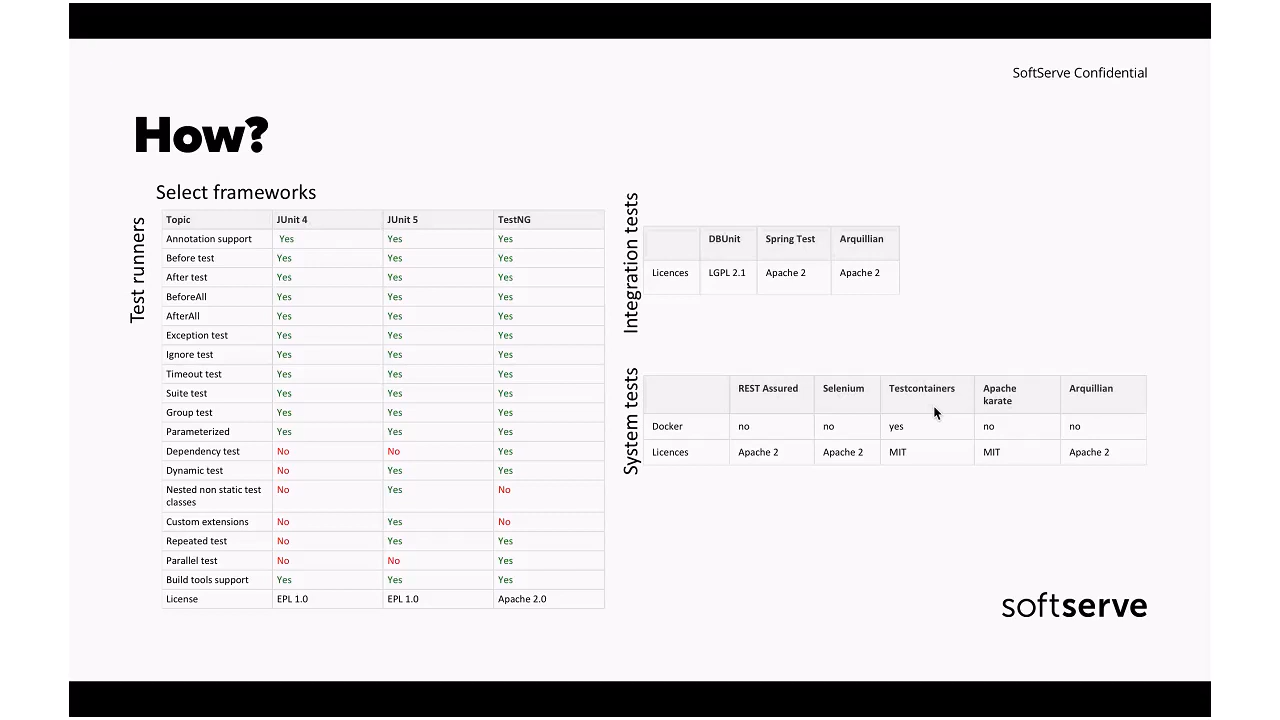 SoftServe Confidential
How?
Select frameworks
Test runners
Topic JUnit 4 JUnit 5 TestNG
Annotation support Yes Yes Yes
Before test Yes Yes Yes
After test Yes Yes Yes
BeforeAll Yes Yes Yes
AfterAll Yes Yes Yes
Exception test Yes Yes Yes
Ignore test Yes Yes Yes
Timeout test Yes Yes Yes
Suite test Yes Yes Yes
Group test Yes Yes Yes
Parameterized Yes Yes Yes
Dependency test No No Yes
Dynamic test No Yes Yes
Nested non static test No Yes No
classes
Custom extensions No Yes No
Repeated test No Yes Yes
Parallel test No No Yes
Build tools support Yes Yes Yes
License EPL 1.0 EPL 1.0 Apache 2.0
Integration tests
DBUnit Spring Test Arquillian
Licences LGPL 2.1 Apache 2 Apache 2
System tests
REST Assured Selenium Testcontainers Apache Arquillian
karate
Docker no no yes no no
Licences Apache 2 Apache 2 MIT MIT Apache 2
softserve